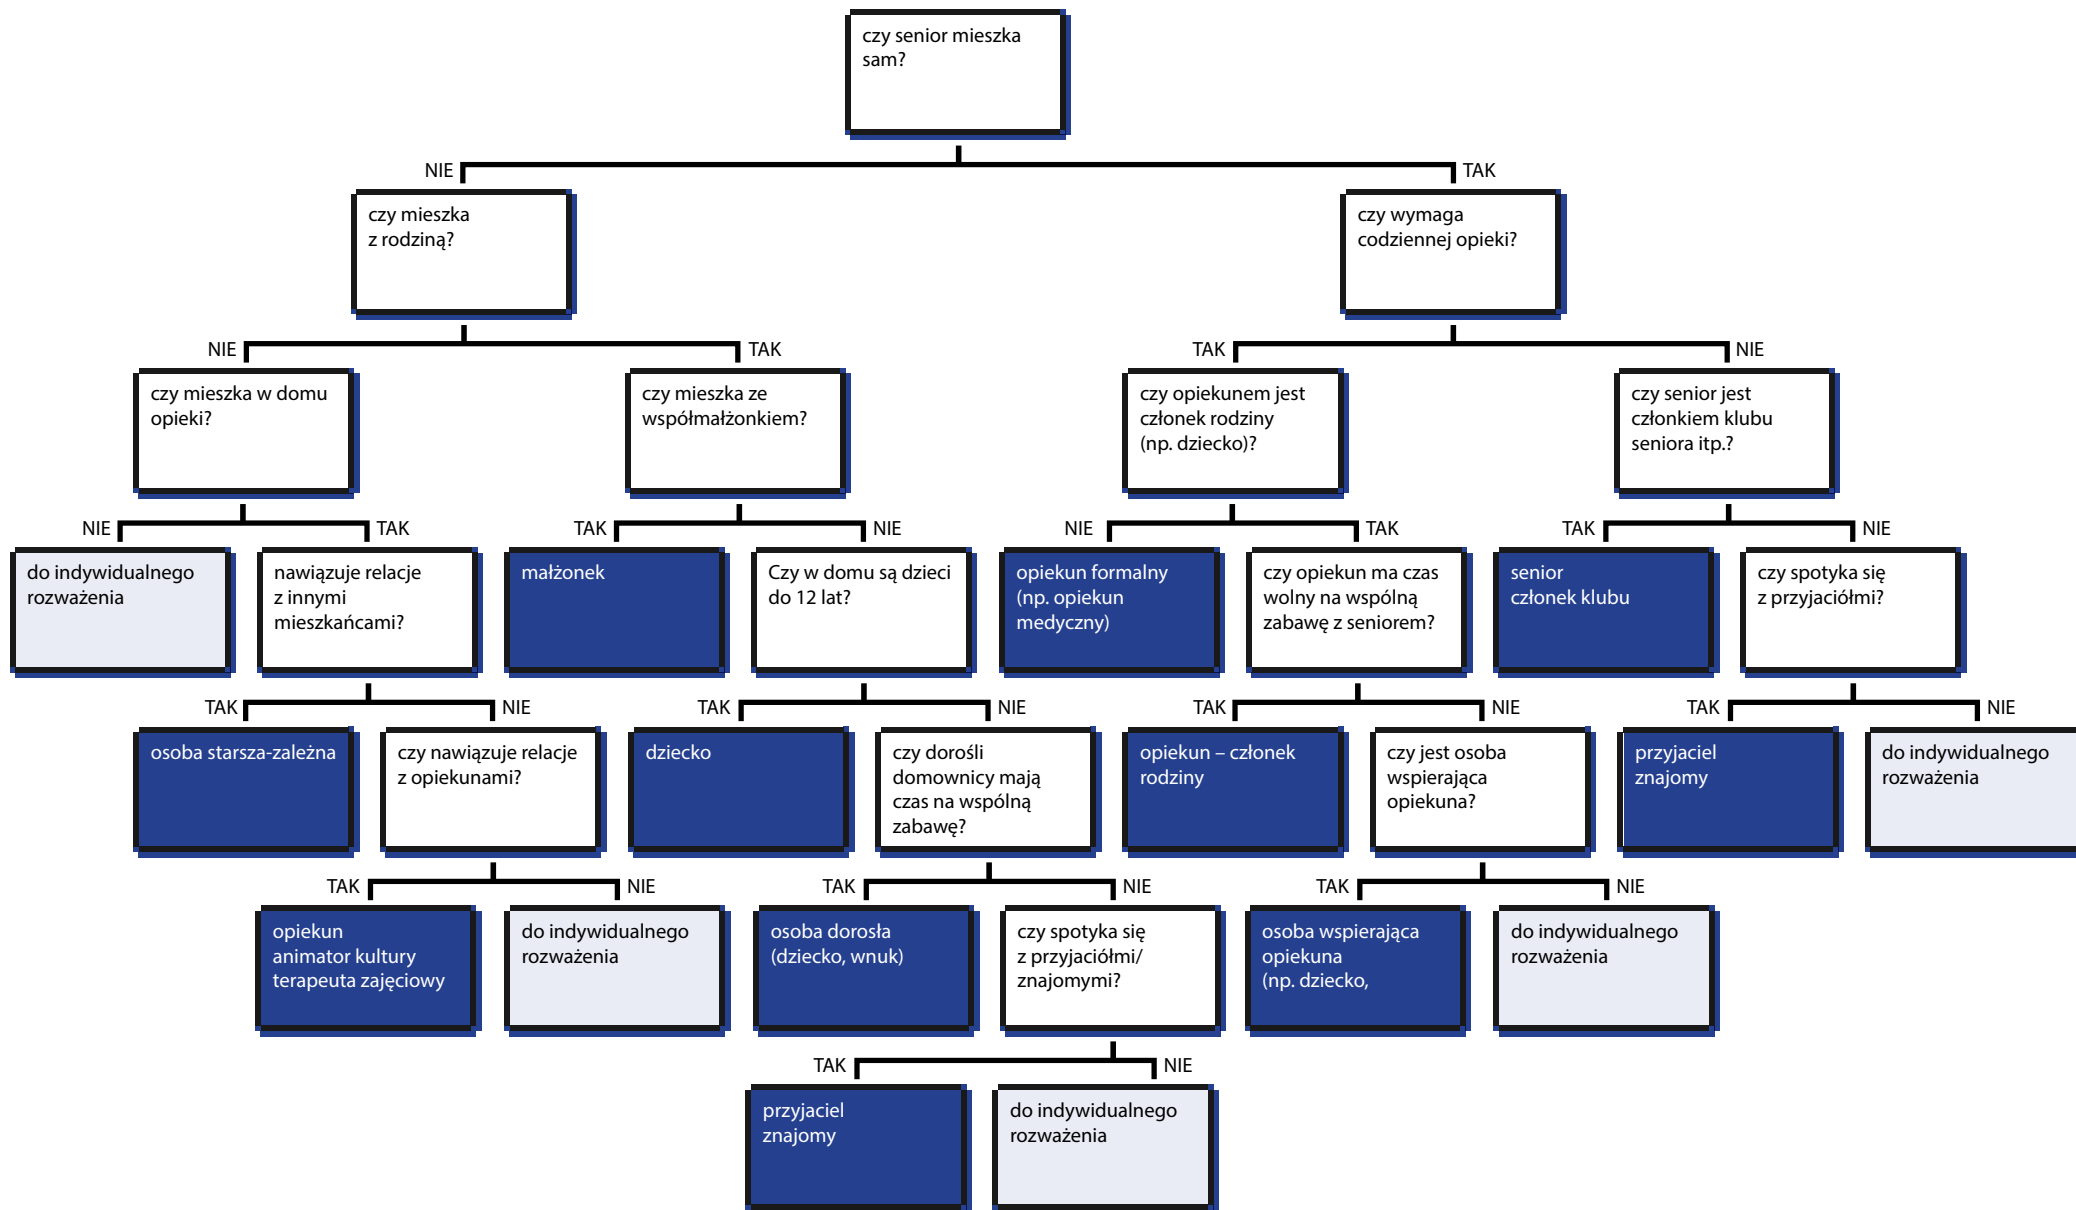 czy senior mieszka
sam?
NIE
TAK
czy mieszka
z rodziną?
czy wymaga
codziennej opieki?
NIE
TAK
TAK
NIE
czy mieszka w domu
opieki?
czy mieszka ze
współmałżonkiem?
czy opiekunem jest
członek rodziny
(np. dziecko)?
czy senior jest
członkiem klubu
seniora itp.?
NIE
TAK
TAK
NIE
NIE
TAK
TAK
NIE
do indywidualnego
rozważenia
nawiązuje relacje
z innymi
mieszkańcami?
małżonek
Czy w domu są dzieci
do 12 lat?
opiekun formalny
(np. opiekun
medyczny)
czy opiekun ma czas
wolny na wspólną
zabawę z seniorem?
senior
członek klubu
czy spotyka się
z przyjaciółmi?
TAK
NIE
TAK
NIE
TAK
NIE
TAK
NIE
osoba starsza-zależna
czy nawiązuje relacje
z opiekunami?
dziecko
czy dorośli
domownicy mają
czas na wspólną
zabawę?
opiekun – członek
rodziny
czy jest osoba
wspierająca
opiekuna?
przyjaciel
znajomy
do indywidualnego
rozważenia
TAK
NIE
TAK
NIE
TAK
NIE
opiekun
animator kultury
terapeuta zajęciowy
do indywidualnego
rozważenia
osoba dorosła
(dziecko, wnuk)
czy spotyka się
z przyjaciółmi/
znajomymi?
osoba wspierająca
opiekuna
(np. dziecko,
do indywidualnego
rozważenia
TAK
NIE
przyjaciel
znajomy
do indywidualnego
rozważenia